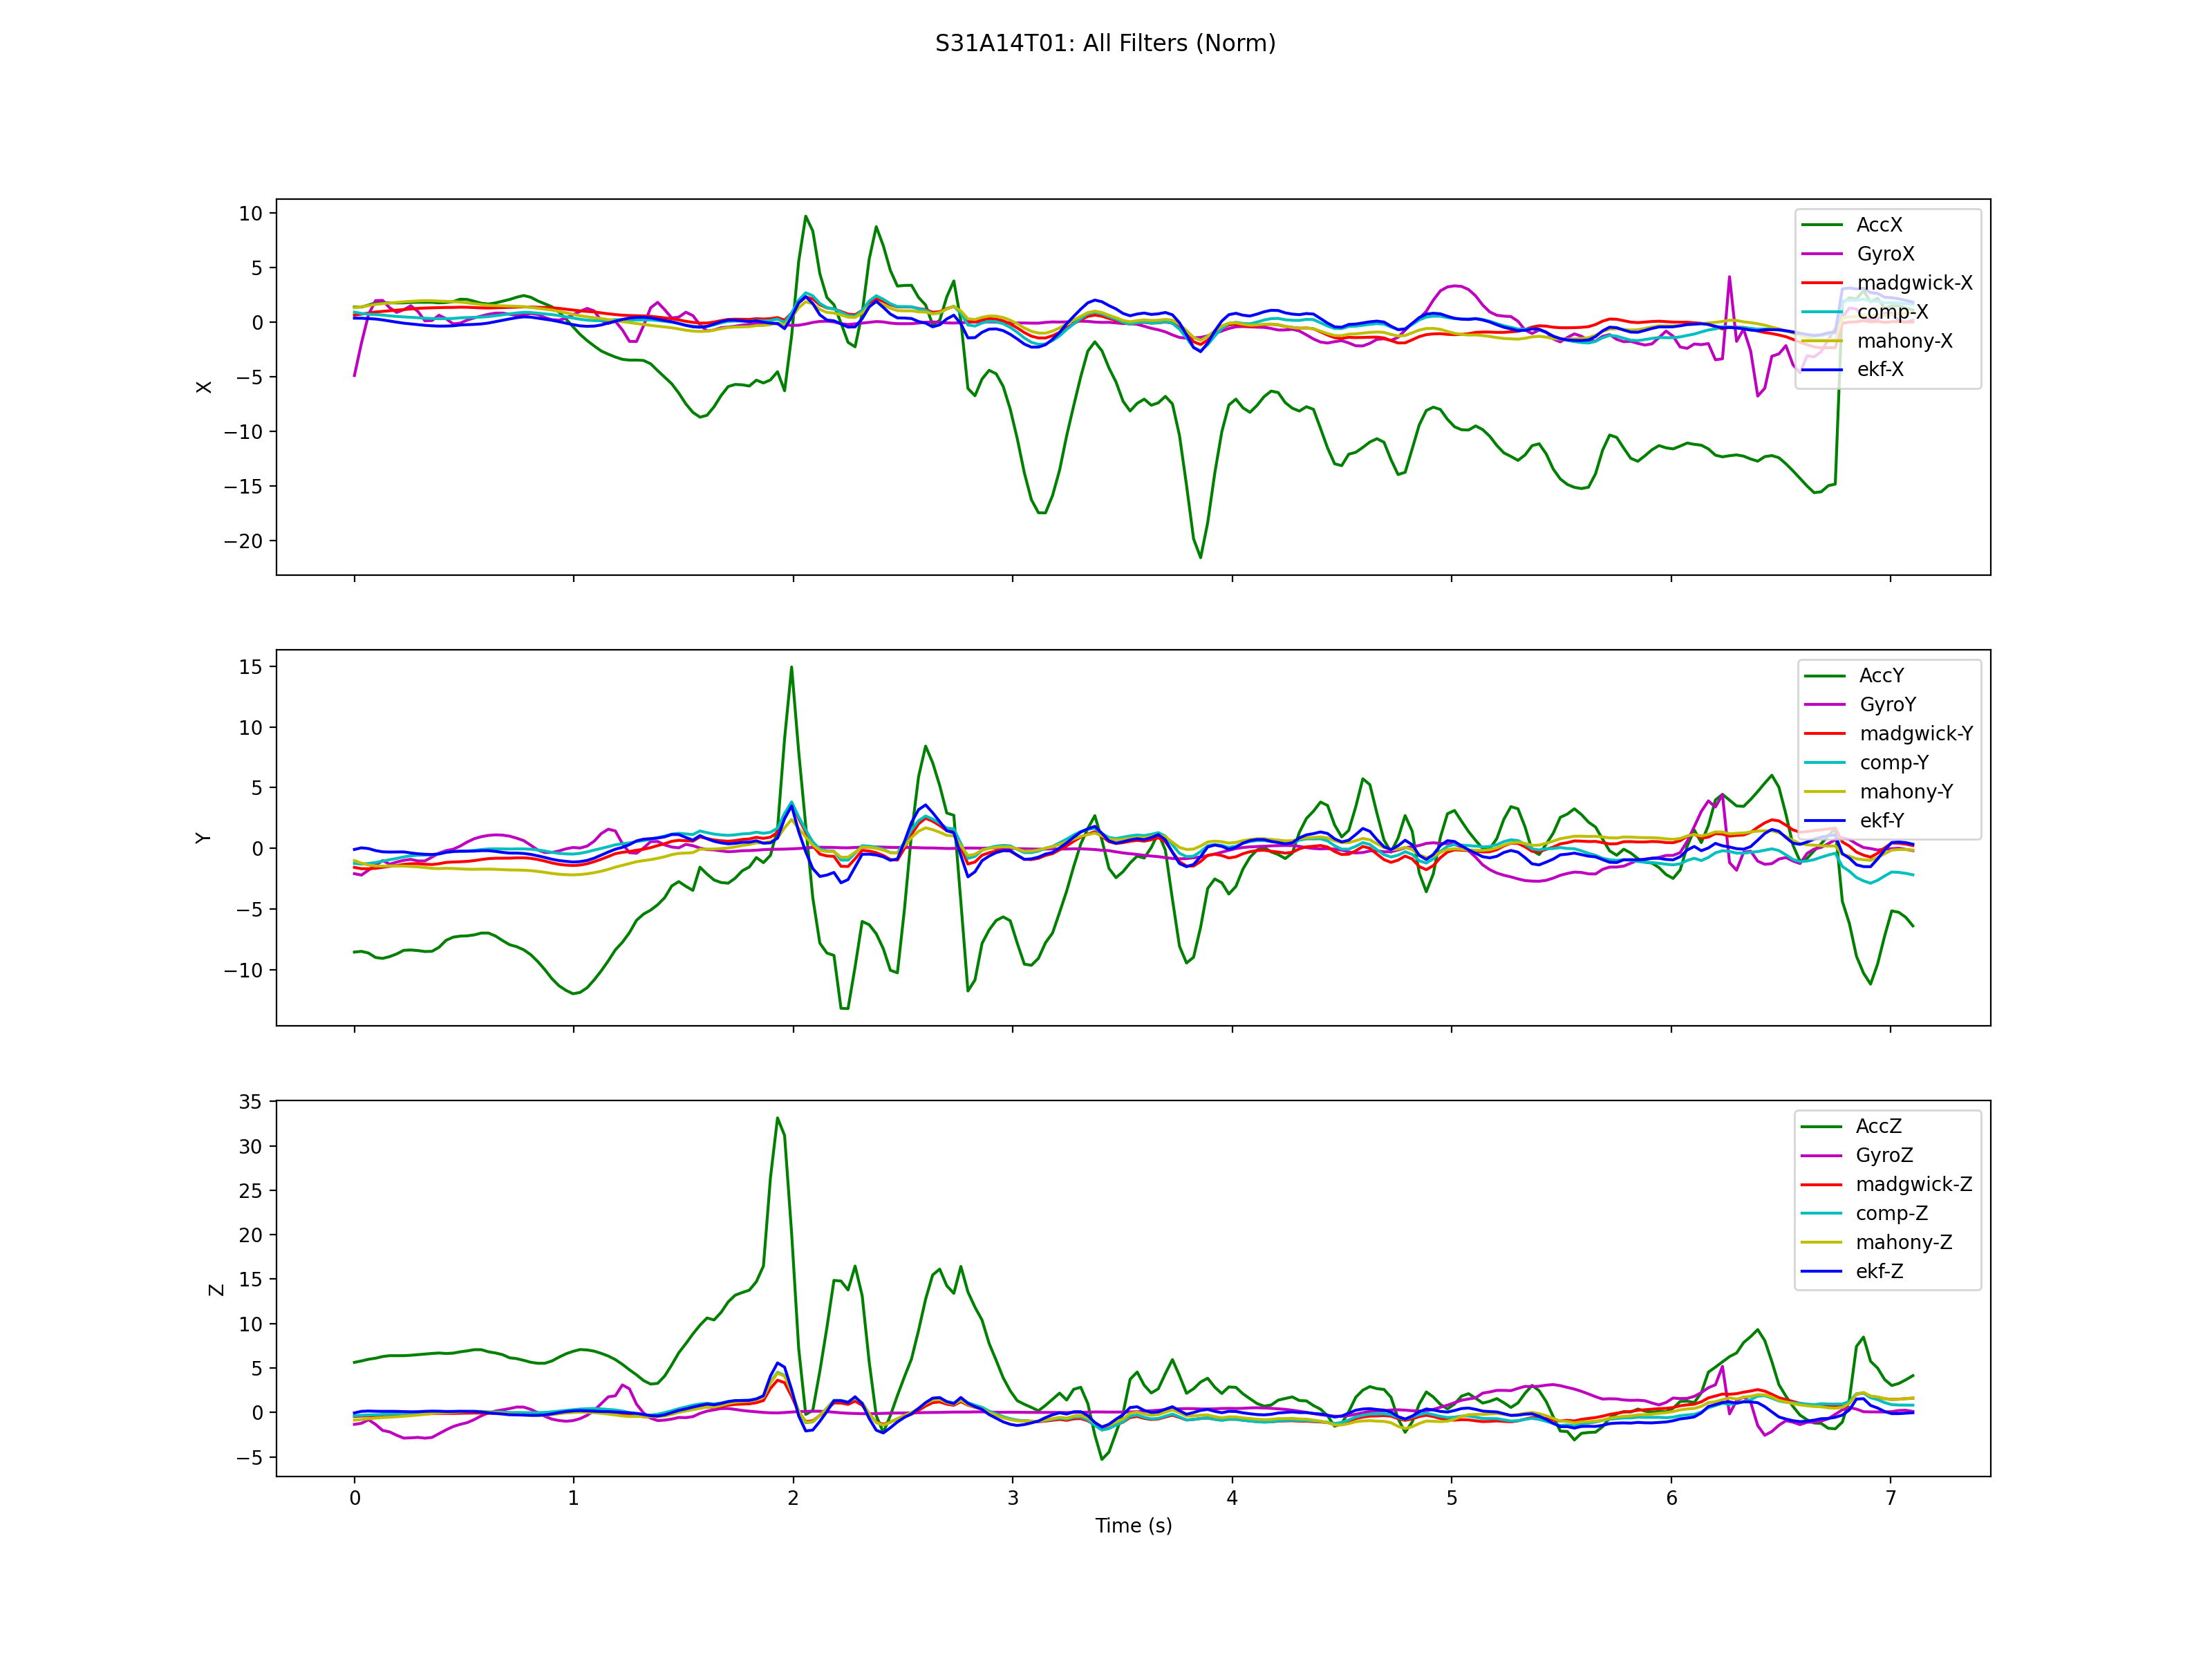 S31A14T01: All Filters (Norm)
10
5
0
−5
−10
−15
−20
X
AccX
GyroX
madgwick-X
comp-X
mahony-X
ekf-X
15
10
5
0
−5
−10
Y
AccY
GyroY
madgwick-Y
comp-Y
mahony-Y
ekf-Y
35
30
25
20
15
10
5
0
−5
Z
AccZ
GyroZ
madgwick-Z
comp-Z
mahony-Z
ekf-Z
0 1 2 3 4 5 6 7
Time (s)